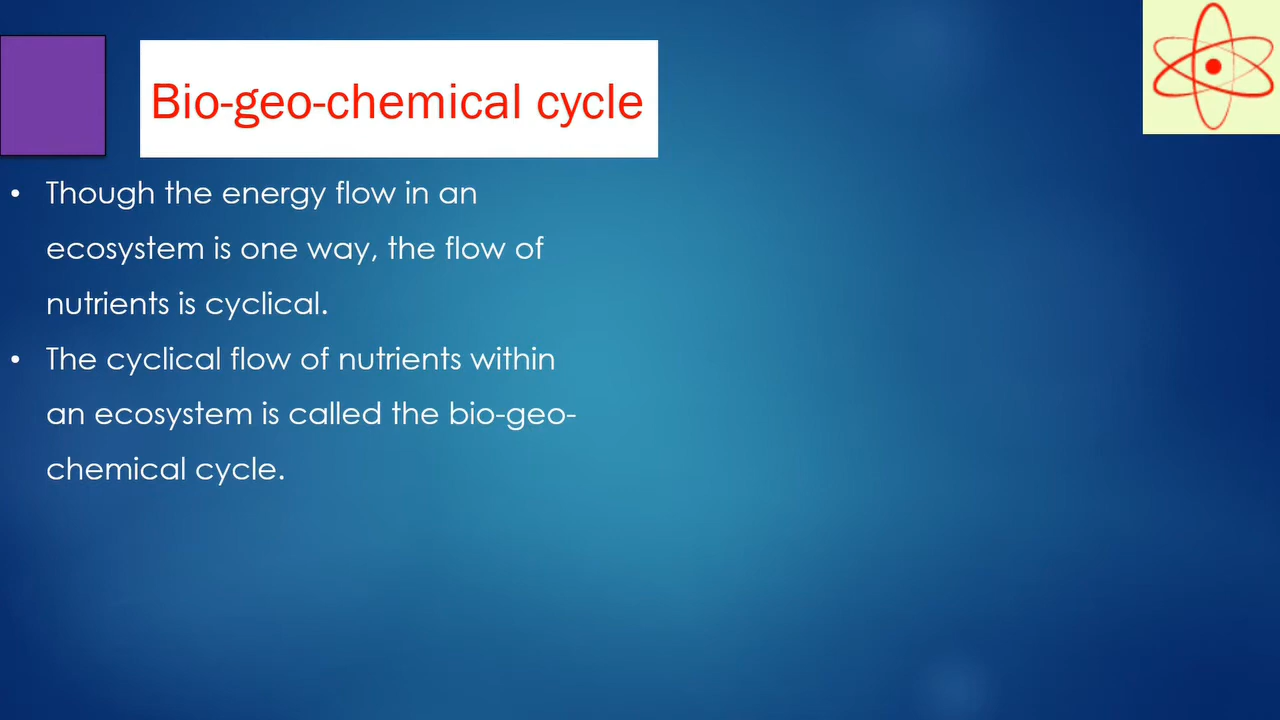 Bio-geo-chemical cycle
• Though the energy flow in an
ecosystem is one way, the flow of
nutrients is cyclical.
• The cyclical flow of nutrients within
an ecosystem is called the bio-geo-
chemical cycle.